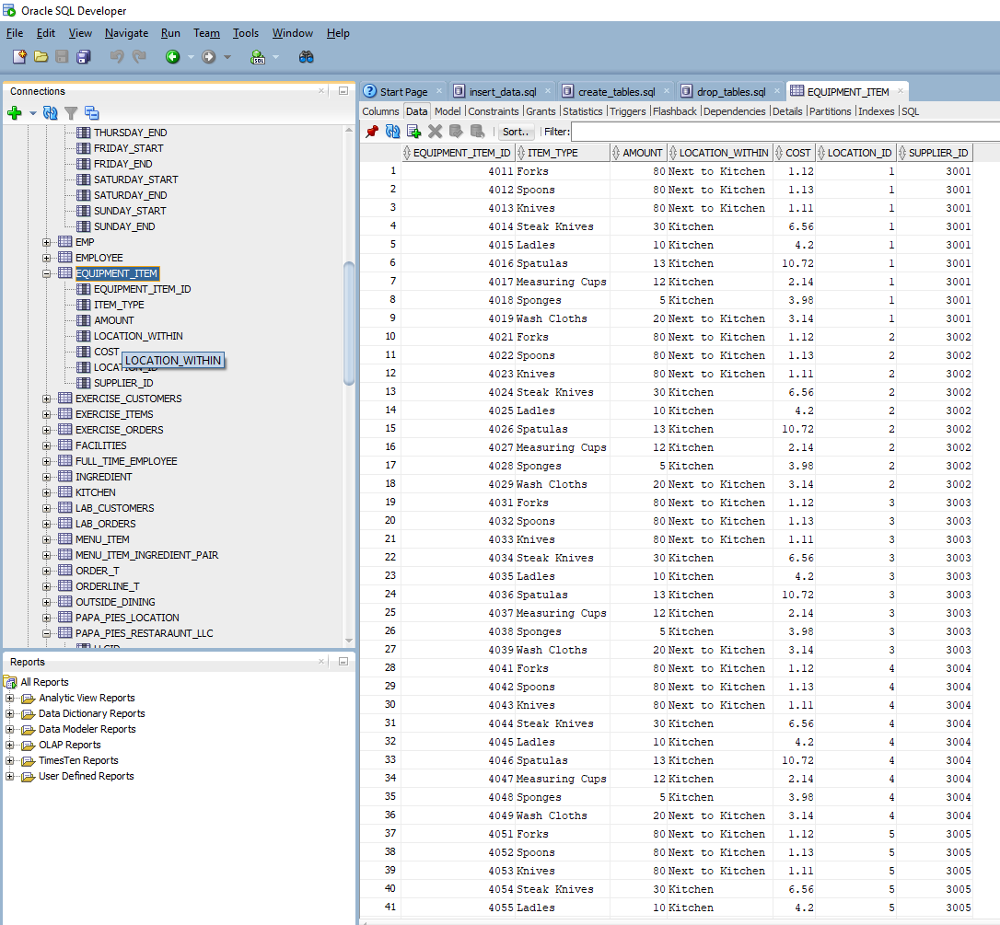 Oracle SQL Developer
File Edit View Navigate Run Team Tools Window Help
Connections
THURSDAY_END
FRIDAY_START
FRIDAY_END
SATURDAY_START
SATURDAY_END
SUNDAY_START
SUNDAY_END
EMP
EMPLOYEE
EQUIPMENT_ITEM
EQUIPMENT_ITEM_ID
ITEM_TYPE
AMOUNT
LOCATION_WITHIN
COST
LOCATION_WITHIN
LOCATION_ID
SUPPLIER_ID
EXERCISE_CUSTOMERS
EXERCISE_ITEMS
EXERCISE_ORDERS
FACILITIES
FULL_TIME_EMPLOYEE
INGREDIENT
KITCHEN
LAB_CUSTOMERS
LAB_ORDERS
MENU_ITEM
MENU_ITEM_INGREDIENT_PAIR
ORDER_T
ORDERLINE_T
OUTSIDE_DINING
PAPA_PIES_LOCATION
PAPA_PIES_RESTARAUNT_LLC
Reports
All Reports
Analytic View Reports
Data Dictionary Reports
Data Modeler Reports
OLAP Reports
TimesTen Reports
User Defined Reports
Start Page insert_data.sql create_tables.sql drop_tables.sql EQUIPMENT_ITEM
Columns Data Model Constraints Grants Statistics Triggers Flashback Dependencies Details Partitions Indexes SQL
Sort.. Filter:
EQUIPMENT_ITEM_ID ITEM_TYPE AMOUNT LOCATION_WITHIN COST LOCATION_ID SUPPLIER_ID
1 4011 Forks 80 Next to Kitchen 1.12 1 3001
2 4012 Spoons 80 Next to Kitchen 1.13 1 3001
3 4013 Knives 80 Next to Kitchen 1.11 1 3001
4 4014 Steak Knives 30 Kitchen 6.56 1 3001
5 4015 Ladles 10 Kitchen 4.2 1 3001
6 4016 Spatulas 13 Kitchen 10.72 1 3001
7 4017 Measuring Cups 12 Kitchen 2.14 1 3001
8 4018 Sponges 5 Kitchen 3.98 1 3001
9 4019 Wash Cloths 20 Next to Kitchen 3.14 1 3001
10 4021 Forks 80 Next to Kitchen 1.12 2 3002
11 4022 Spoons 80 Next to Kitchen 1.13 2 3002
12 4023 Knives 80 Next to Kitchen 1.11 2 3002
13 4024 Steak Knives 30 Kitchen 6.56 2 3002
14 4025 Ladles 10 Kitchen 4.2 2 3002
15 4026 Spatulas 13 Kitchen 10.72 2 3002
16 4027 Measuring Cups 12 Kitchen 2.14 2 3002
17 4028 Sponges 5 Kitchen 3.98 2 3002
18 4029 Wash Cloths 20 Next to Kitchen 3.14 2 3002
19 4031 Forks 80 Next to Kitchen 1.12 3 3003
20 4032 Spoons 80 Next to Kitchen 1.13 3 3003
21 4033 Knives 80 Next to Kitchen 1.11 3 3003
22 4034 Steak Knives 30 Kitchen 6.56 3 3003
23 4035 Ladles 10 Kitchen 4.2 3 3003
24 4036 Spatulas 13 Kitchen 10.72 3 3003
25 4037 Measuring Cups 12 Kitchen 2.14 3 3003
26 4038 Sponges 5 Kitchen 3.98 3 3003
27 4039 Wash Cloths 20 Next to Kitchen 3.14 3 3003
28 4041 Forks 80 Next to Kitchen 1.12 4 3004
29 4042 Spoons 80 Next to Kitchen 1.13 4 3004
30 4043 Knives 80 Next to Kitchen 1.11 4 3004
31 4044 Steak Knives 30 Kitchen 6.56 4 3004
32 4045 Ladles 10 Kitchen 4.2 4 3004
33 4046 Spatulas 13 Kitchen 10.72 4 3004
34 4047 Measuring Cups 12 Kitchen 2.14 4 3004
35 4048 Sponges 5 Kitchen 3.98 4 3004
36 4049 Wash Cloths 20 Next to Kitchen 3.14 4 3004
37 4051 Forks 80 Next to Kitchen 1.12 5 3005
38 4052 Spoons 80 Next to Kitchen 1.13 5 3005
39 4053 Knives 80 Next to Kitchen 1.11 5 3005
40 4054 Steak Knives 30 Kitchen 6.56 5 3005
41 4055 Ladles 10 Kitchen 4.2 5 3005